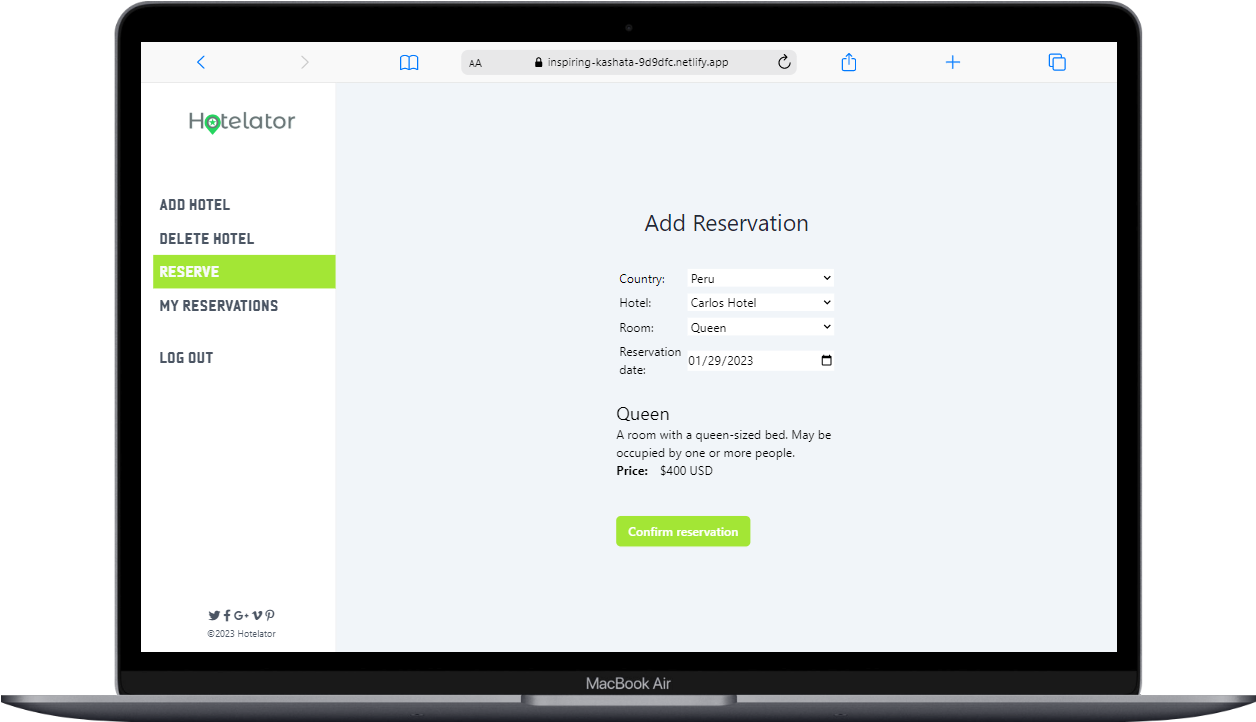 AA
inspiring-kashata-9d9dfc.netlify.app
Hotelator
ADD HOTEL
DELETE HOTEL
RESERVE
MY RESERVATIONS
LOG OUT
Add Reservation
Country: Peru
Hotel: Carlos Hotel
Room: Queen
Reservation
date: 01/29/2023
Queen
A room with a queen-sized bed. May be
occupied by one or more people.
Price: $400 USD
Confirm reservation
G+
©2023 Hotelator
MacBook Air